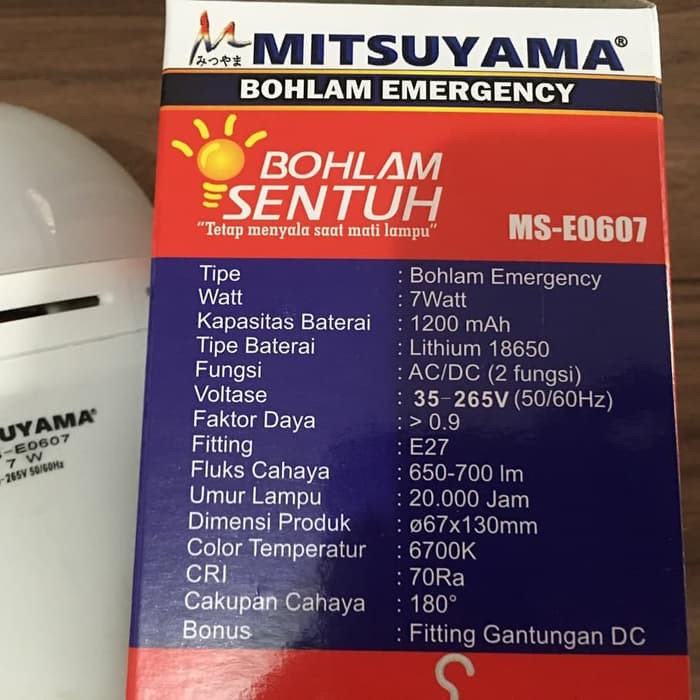 みつやま
MITSUYAMA®
BOHLAM EMERGENCY
BOHLAM
SENTUH
"Tetap menyala saat mati lampu"
MS-E0607
Tipe : Bohlam Emergency
Watt : 7Watt
Kapasitas Baterai : 1200 mAh
Tipe Baterai : Lithium 18650
Fungsi : AC/DC (2 fungsi)
Voltase : 35-265V (50/60Hz)
Faktor Daya : > 0.9
Fitting : E27
Fluks Cahaya : 650-700 lm
Umur Lampu : 20.000 Jam
Dimensi Produk : ø67x130mm
Color Temperatur : 6700K
CRI : 70Ra
Cakupan Cahaya : 180°
Bonus : Fitting Gantungan DC
UYAMA®
-E0607
7 W
-265V 50/60Hz